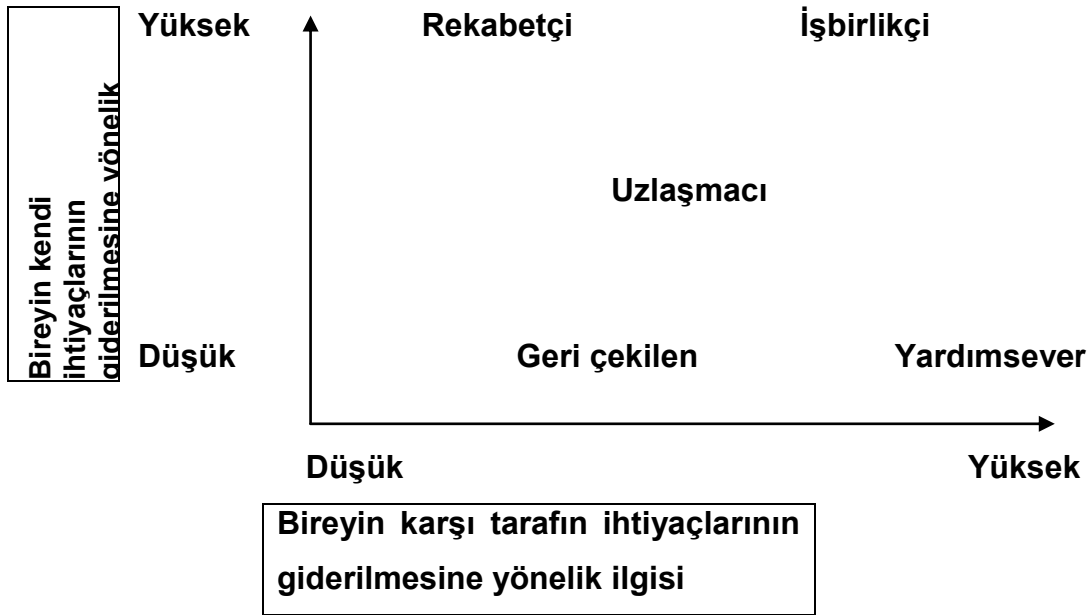 Yüksek Rekabetçi İşbirlikçi
Bireyin kendi
ihtiyaçlarının
giderilmesine yönelik
Uzlaşmacı
Düşük Geri çekilen Yardımsever
Düşük Yüksek
Bireyin karşı tarafın ihtiyaçlarının
giderilmesine yönelik ilgisi